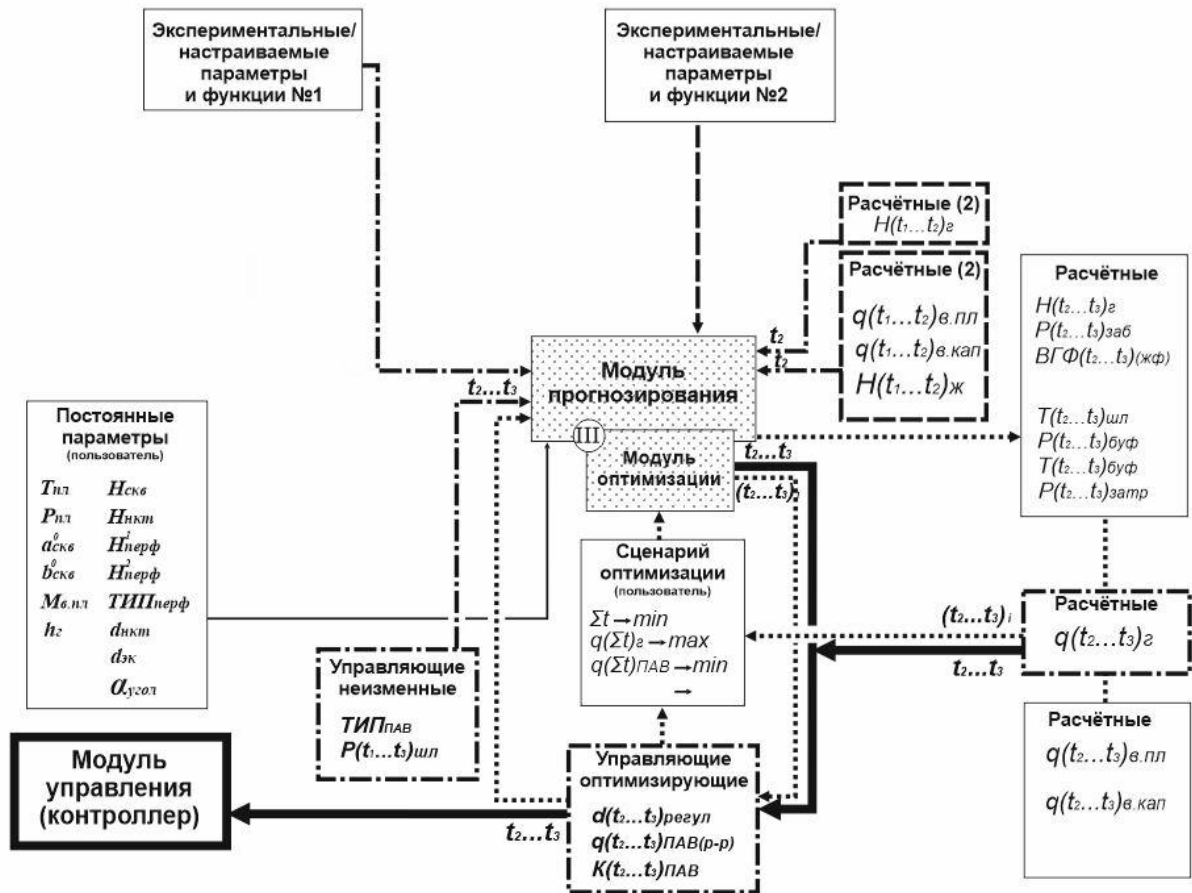 Экспериментальные/
настраиваемые
параметры
и функции №1
Экспериментальные/
настраиваемые
параметры
и функции №2
Расчётные (2)
H(t₁...t₂)г
Расчётные (2)
q(t₁...t₂)в.пл
q(t₁...t₂)в.кап
H(t₁...t₂)ж
t₂
t₂
Расчётные
H(t₂...t₃)г
P(t₂...t₃)заб
ВГФ(t₂...t₃)(жф)
T(t₂...t₃)шл
P(t₂...t₃)буф
T(t₂...t₃)буф
P(t₂...t₃)затр
Модуль
прогнозирования
t₂...t₃
III
Модуль
оптимизации
t₂...t₃
(t₂...t₃)i
Постоянные
параметры
(пользователь)
Tпл Hскв
Pпл Hнкт
a⁰скв H¹перф
b⁰скв H²перф
Mв.пл ТИПперф
hг dнкт
dэк
αугол
Сценарий
оптимизации
(пользователь)
Σt→min
q(Σt)г→max
q(Σt)ПАВ→min
→
(t₂...t₃)i
t₂...t₃
Расчётные
q(t₂...t₃)г
Управляющие
неизменные
ТИППАВ
P(t₁...t₃)шл
Расчётные
q(t₂...t₃)в.пл
q(t₂...t₃)в.кап
Модуль
управления
(контроллер)
t₂...t₃
Управляющие
оптимизирующие
d(t₂...t₃)регул
q(t₂...t₃)ПАВ(р-р)
К(t₂...t₃)ПАВ